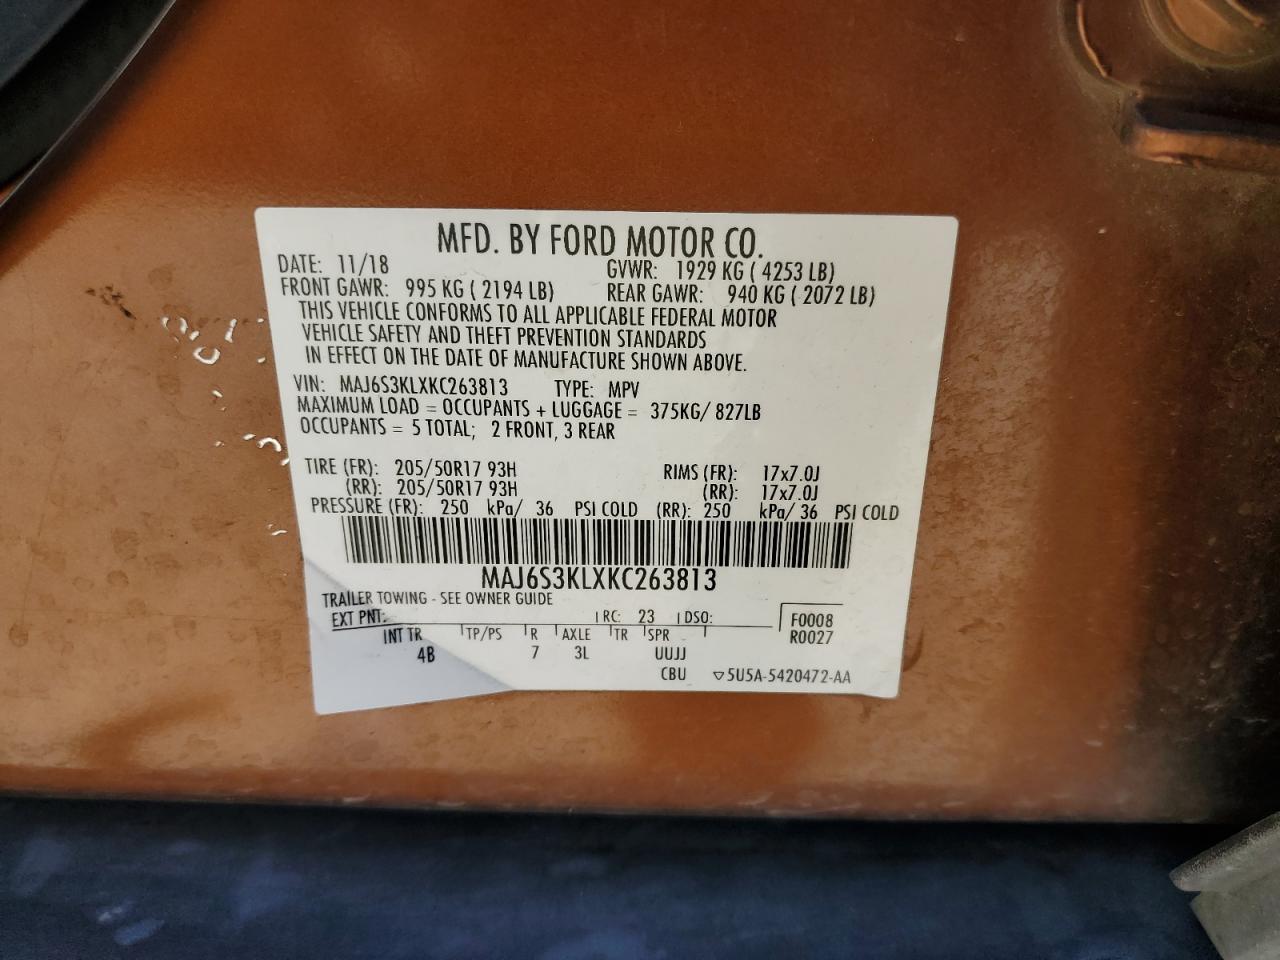 MFD. BY FORD MOTOR CO.
DATE: 11/18 GVWR: 1929 KG ( 4253 LB)
FRONT GAWR: 995 KG ( 2194 LB) REAR GAWR: 940 KG ( 2072 LB)
THIS VEHICLE CONFORMS TO ALL APPLICABLE FEDERAL MOTOR
VEHICLE SAFETY AND THEFT PREVENTION STANDARDS
IN EFFECT ON THE DATE OF MANUFACTURE SHOWN ABOVE.
VIN: MAJ6S3KLXKC263813 TYPE: MPV
MAXIMUM LOAD = OCCUPANTS + LUGGAGE = 375KG/ 827LB
OCCUPANTS = 5 TOTAL; 2 FRONT, 3 REAR
TIRE (FR): 205/50R17 93H RIMS (FR): 17x7.0J
(RR): 205/50R17 93H (RR): 17x7.0J
PRESSURE (FR): 250 kPa/ 36 PSI COLD (RR): 250 kPa/ 36 PSI COLD
MAJ6S3KLXKC263813
TRAILER TOWING - SEE OWNER GUIDE
EXT PNT: RC: 23 DSO: F0008
R0027
INT TR TP/PS R AXLE TR SPR
4B 7 3L UUJJ
CBU ▽5U5A-5420472-AA